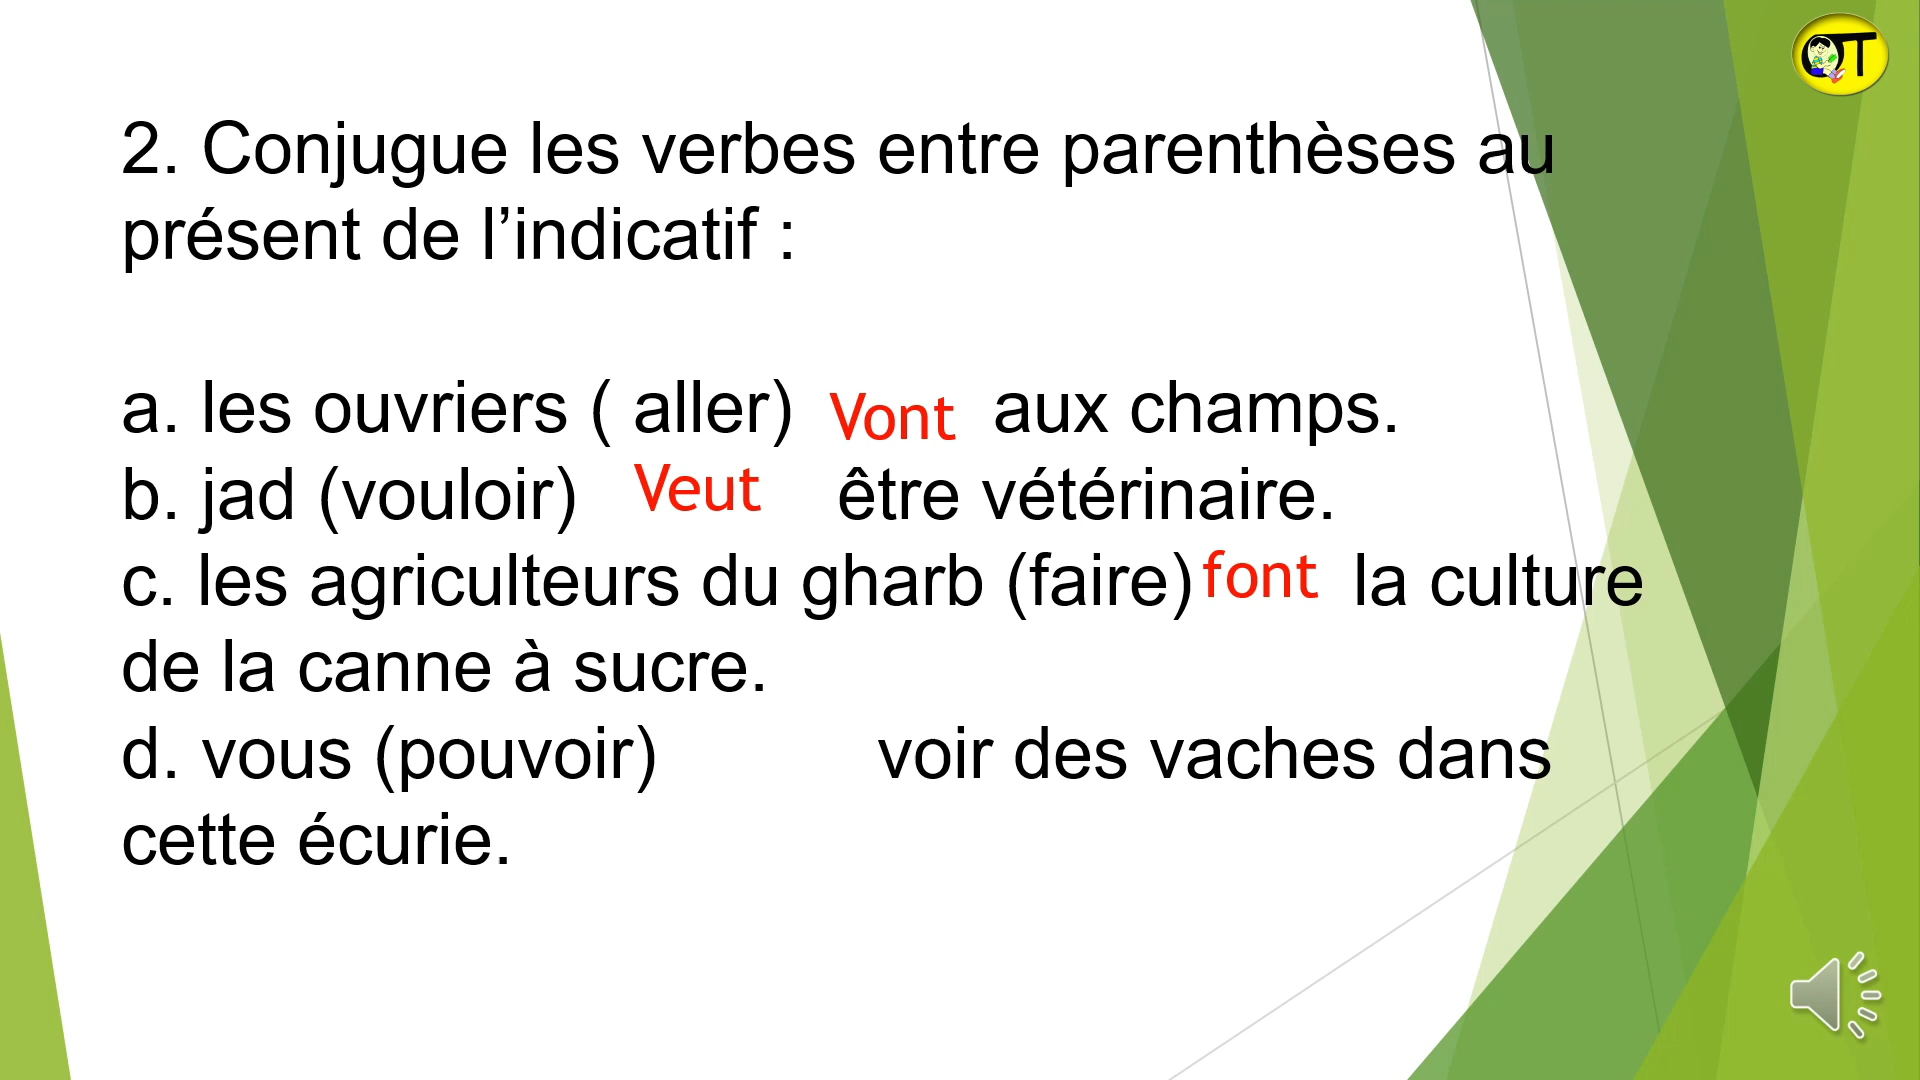 2. Conjugue les verbes entre parenthèses au
présent de l’indicatif :
a. les ouvriers ( aller) Vont aux champs.
b. jad (vouloir) Veut être vétérinaire.
c. les agriculteurs du gharb (faire) font la culture
de la canne à sucre.
d. vous (pouvoir) voir des vaches dans
cette écurie.